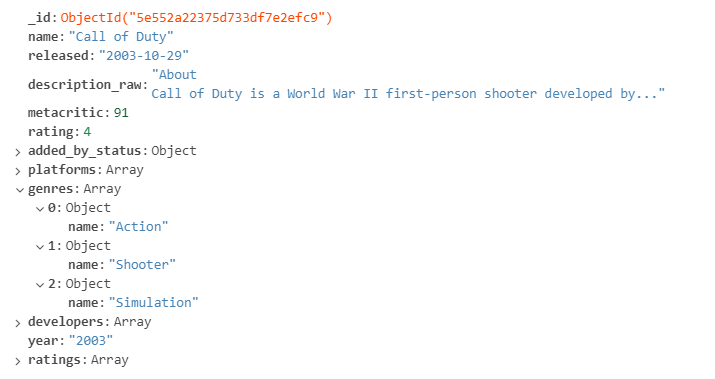 _id: ObjectId("5e552a22375d733df7e2efc9")
name: "Call of Duty"
released: "2003-10-29"
description_raw: "About
Call of Duty is a World War II first-person shooter developed by..."
metacritic: 91
rating: 4
added_by_status: Object
platforms: Array
genres: Array
0: Object
name: "Action"
1: Object
name: "Shooter"
2: Object
name: "Simulation"
developers: Array
year: "2003"
ratings: Array